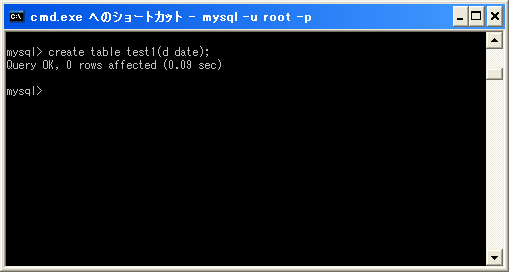 cmd.exe へのショートカット - mysql -u root -p
mysql> create table test1(d date);
Query OK, 0 rows affected (0.09 sec)
mysql>